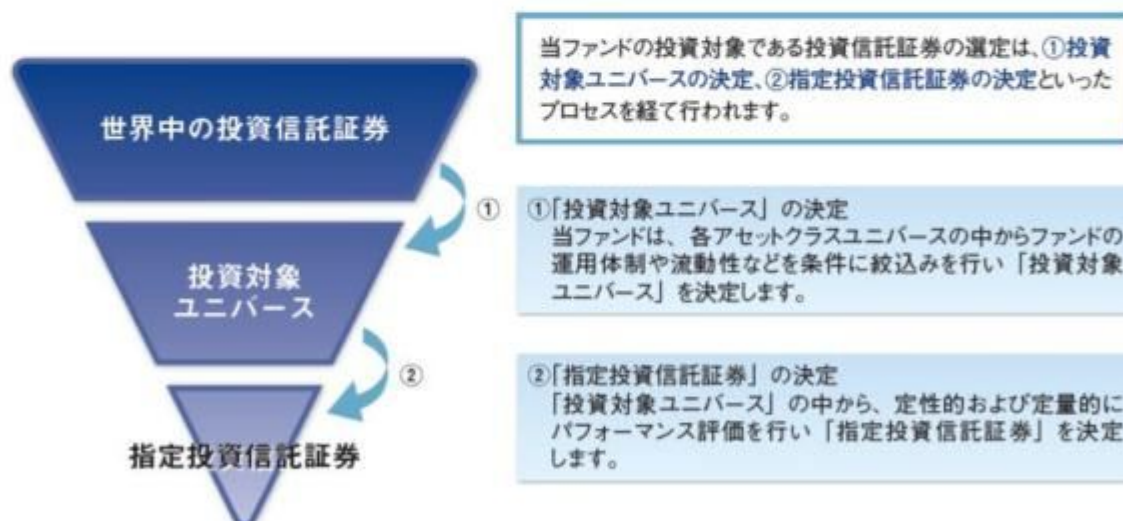 世界中の投資信託証券
投資対象
ユニバース
指定投資信託証券
①
②
当ファンドの投資対象である投資信託証券の選定は、①投資
対象ユニバースの決定、②指定投資信託証券の決定といった
プロセスを経て行われます。
①「投資対象ユニバース」の決定
当ファンドは、各アセットクラスユニバースの中からファンドの
運用体制や流動性などを条件に絞込みを行い「投資対象
ユニバース」を決定します。
②「指定投資信託証券」の決定
「投資対象ユニバース」の中から、定性的および定量的に
パフォーマンス評価を行い「指定投資信託証券」を決定
します。